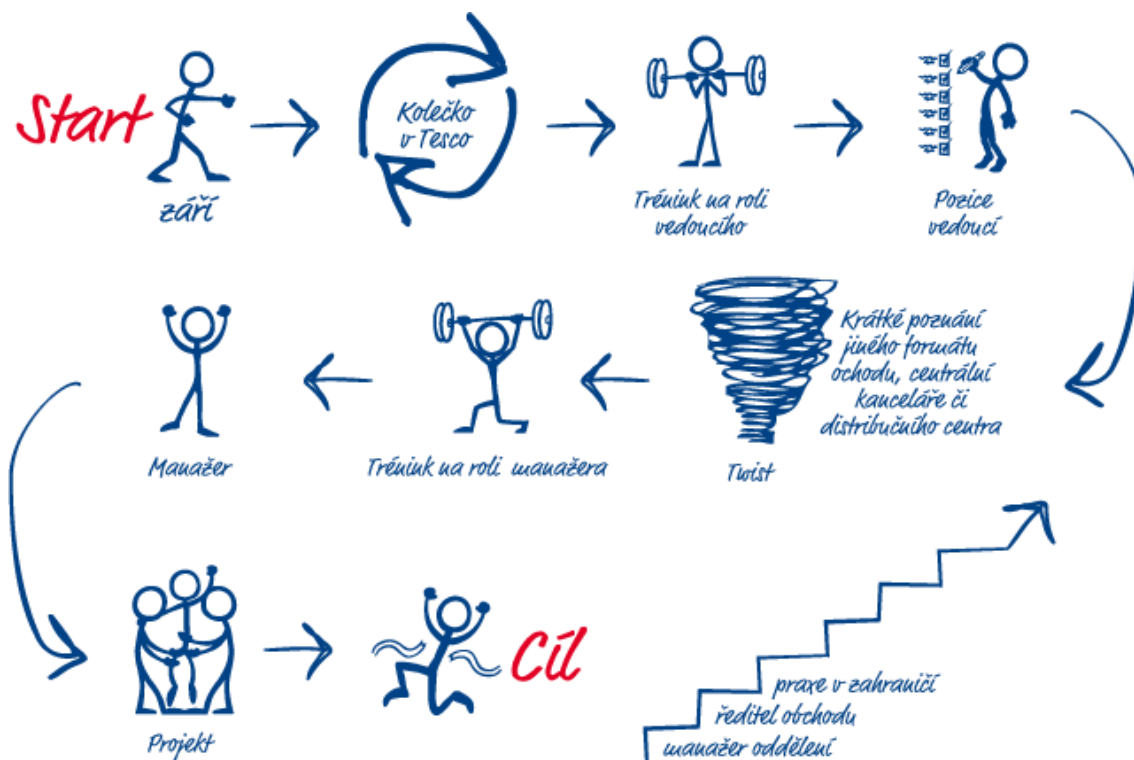 Start
září
Kolečko
v Tesco
Trénink na roli
vedoucího
Pozice
vedoucí
Krátké poznání
jiného formátu
ochodu, centrální
kanceláře či
distribučního centra
Twist
Trénink na roli manažera
Manažer
Projekt
Cíl
praxe v zahraničí
ředitel obchodu
manažer oddělení